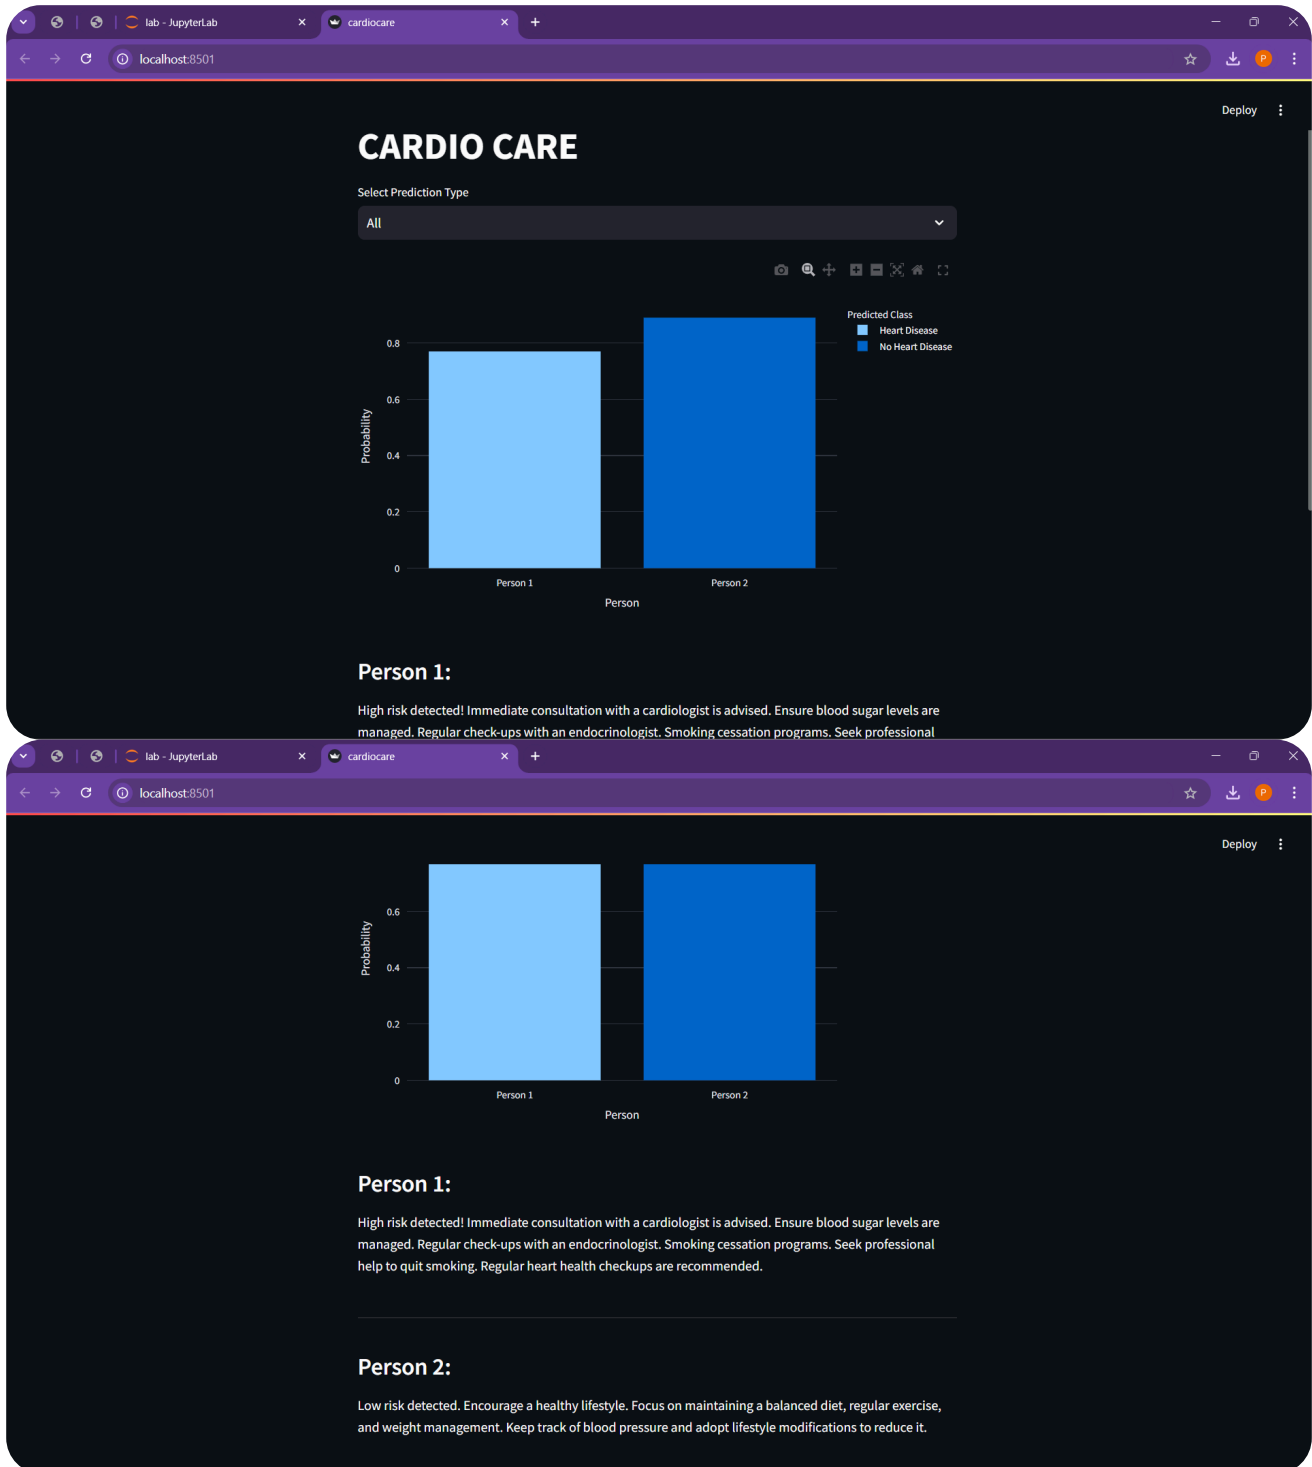 lab - JupyterLab
cardiocare
localhost:8501
P
Deploy
CARDIO CARE
Select Prediction Type
All
Predicted Class
Heart Disease
No Heart Disease
0.8
0.6
0.4
0.2
0
Probability
Person 1 Person 2
Person
Person 1:
High risk detected! Immediate consultation with a cardiologist is advised. Ensure blood sugar levels are
managed. Regular check-ups with an endocrinologist. Smoking cessation programs. Seek professional
lab - JupyterLab
cardiocare
localhost:8501
P
Deploy
0.6
0.4
0.2
0
Probability
Person 1 Person 2
Person
Person 1:
High risk detected! Immediate consultation with a cardiologist is advised. Ensure blood sugar levels are
managed. Regular check-ups with an endocrinologist. Smoking cessation programs. Seek professional
help to quit smoking. Regular heart health checkups are recommended.
Person 2:
Low risk detected. Encourage a healthy lifestyle. Focus on maintaining a balanced diet, regular exercise,
and weight management. Keep track of blood pressure and adopt lifestyle modifications to reduce it.